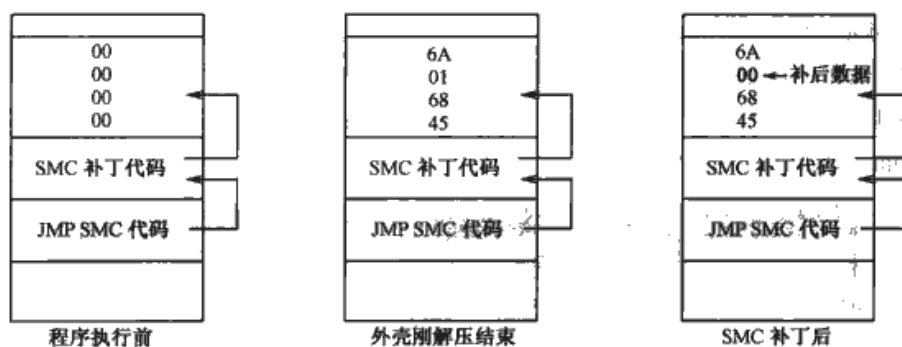 00
00
00
00
SMC 补丁代码
JMP SMC 代码
程序执行前
6A
01
68
45
SMC 补丁代码
JMP SMC 代码
外壳刚解压结束
6A
00 ←补后数据
68
45
SMC 补丁代码
JMP SMC 代码
SMC 补丁后